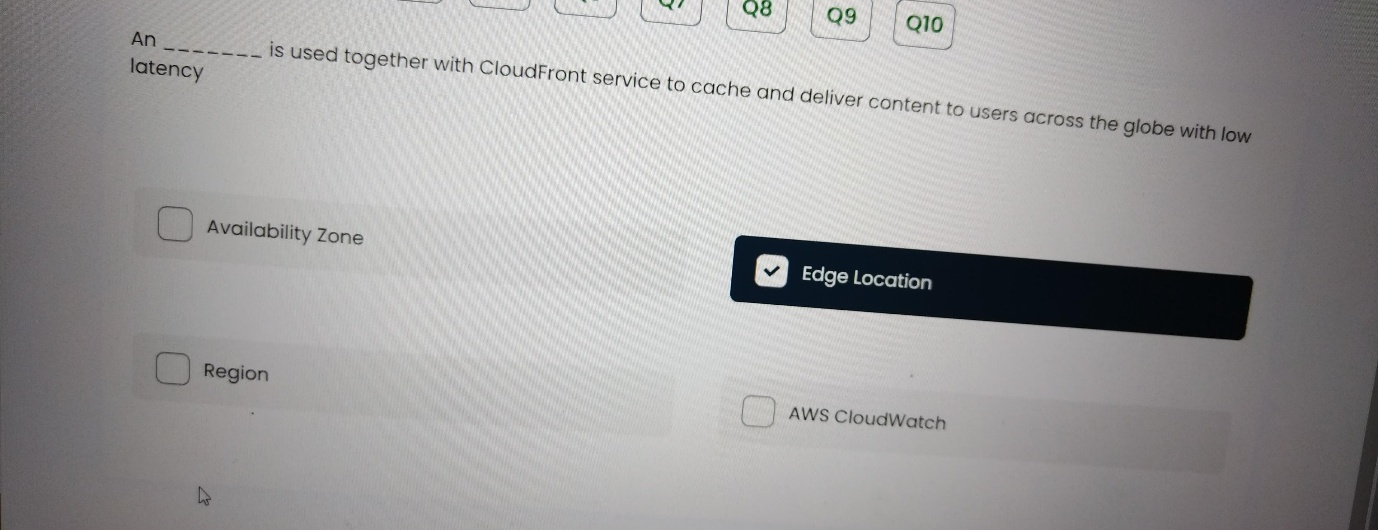 Q7
Q8
Q9
Q10
An _______ is used together with CloudFront service to cache and deliver content to users across the globe with low
latency
Availability Zone
Edge Location
Region
AWS CloudWatch